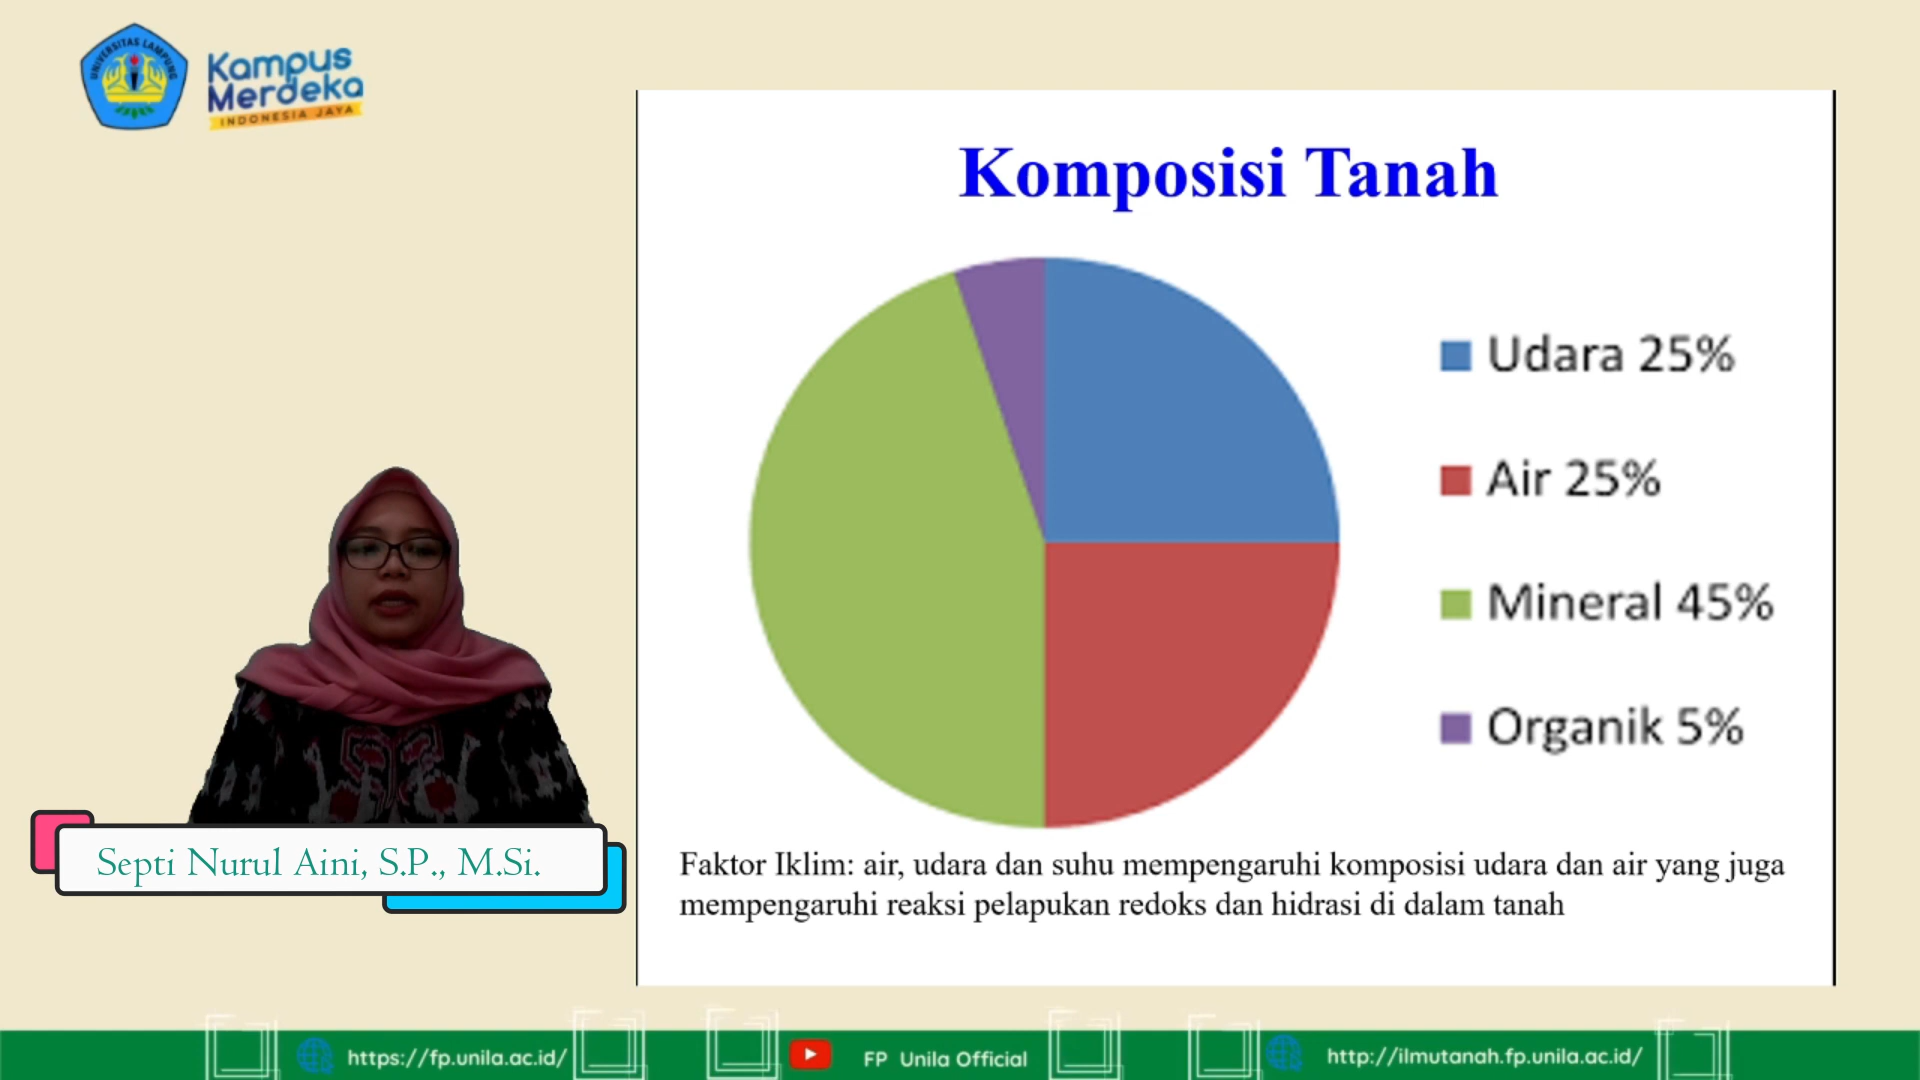 UNIVERSITAS LAMPUNG
Kampus
Merdeka
INDONESIA JAYA
Komposisi Tanah
Udara 25%
Air 25%
Mineral 45%
Organik 5%
Septi Nurul Aini, S.P., M.Si.
Faktor Iklim: air, udara dan suhu mempengaruhi komposisi udara dan air yang juga
mempengaruhi reaksi pelapukan redoks dan hidrasi di dalam tanah
https://fp.unila.ac.id/
FP Unila Official
http://ilmutanah.fp.unila.ac.id/